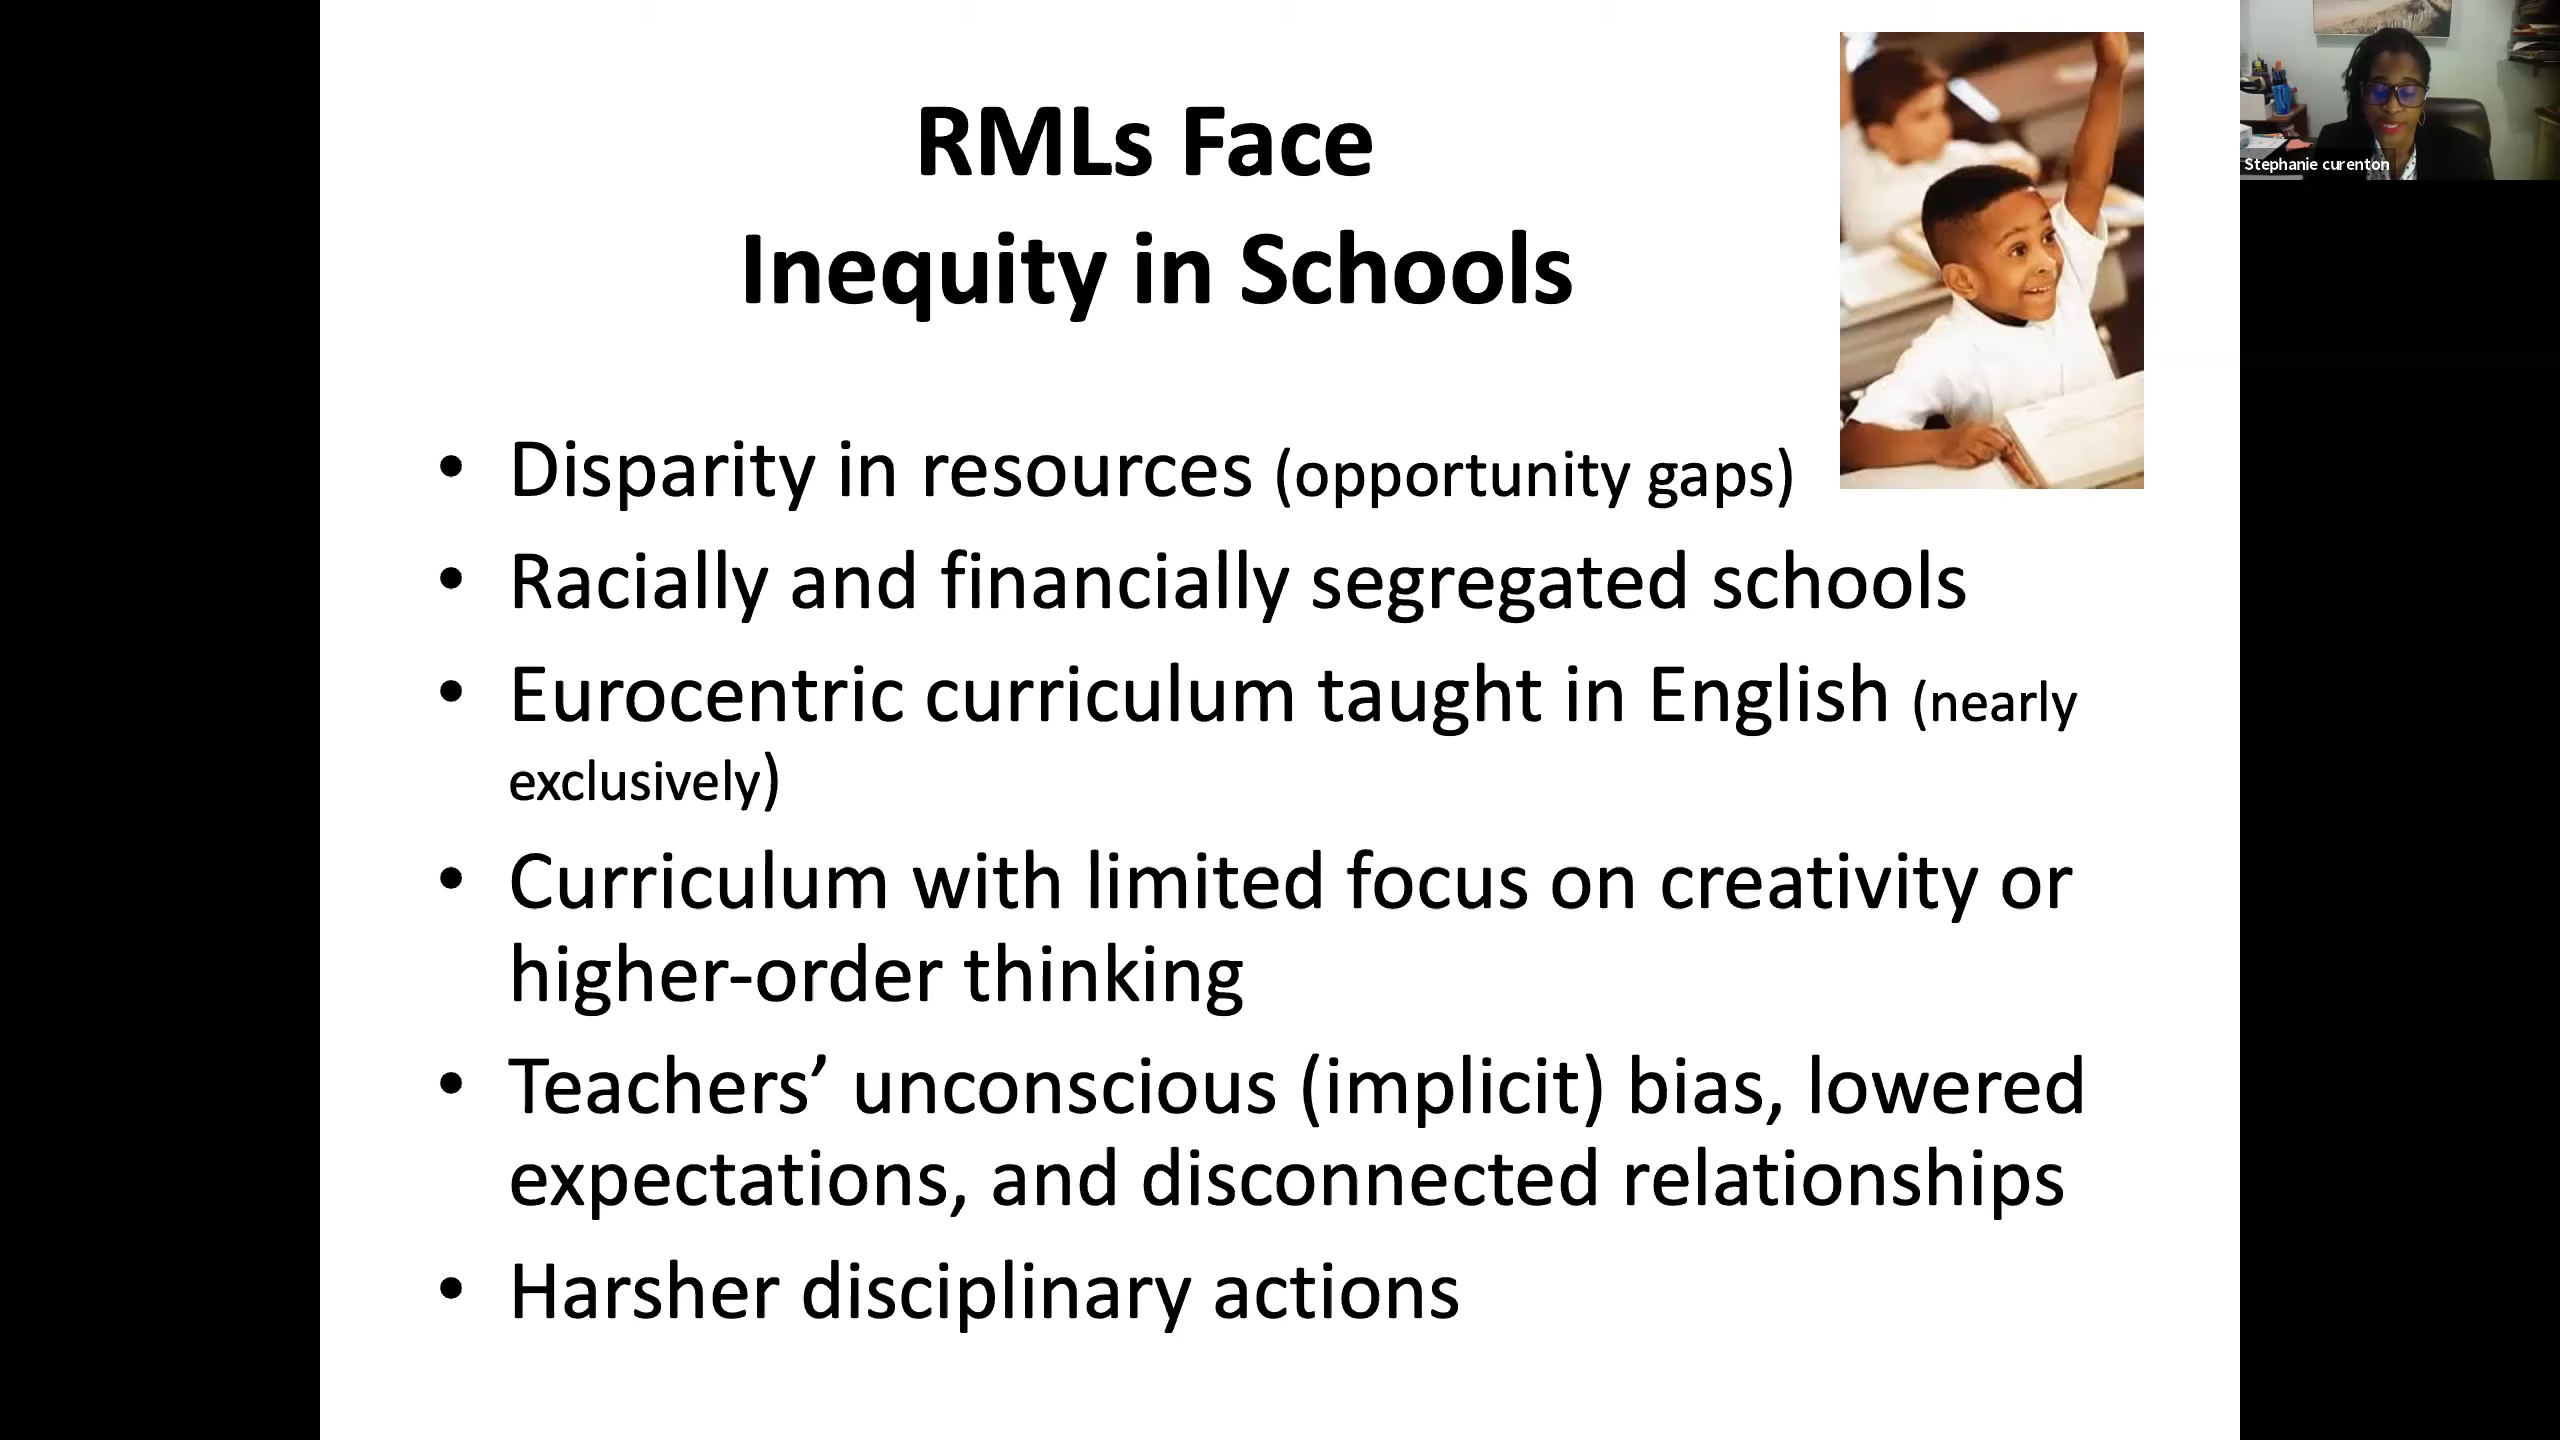 RMLs Face
Inequity in Schools
• Disparity in resources (opportunity gaps)
• Racially and financially segregated schools
• Eurocentric curriculum taught in English (nearly
exclusively)
• Curriculum with limited focus on creativity or
higher-order thinking
• Teachers’ unconscious (implicit) bias, lowered
expectations, and disconnected relationships
• Harsher disciplinary actions
Stephanie curenton